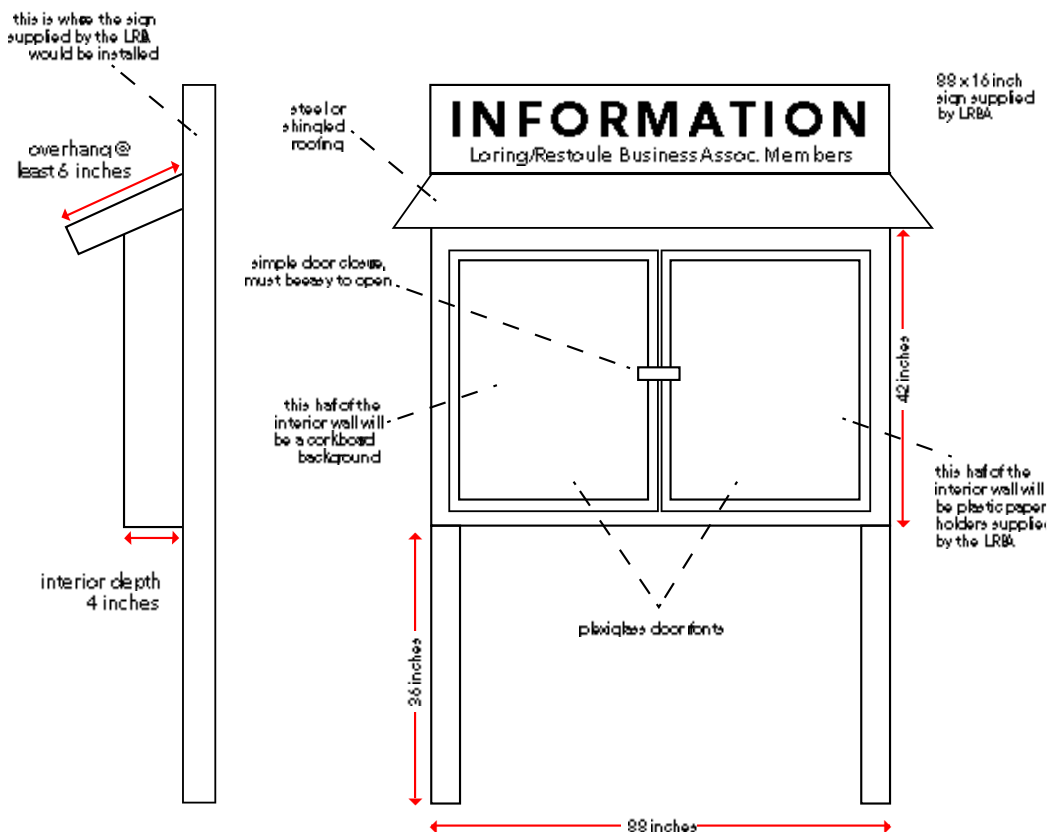 this is where the sign
supplied by the LRBA
would be installed
overhang @
least 6 inches
interior depth
4 inches
steel or
shingled
roofing
INFORMATION
Loring/Restoule Business Assoc. Members
88 x 16 inch
sign supplied
by LRBA
simple door closure,
must be easy to open
42 inches
this half of the
interior wall will
be a corkboard
background
this half of the
interior wall will
be plastic paper
holders supplied
by the LRBA
plexiglass door fronts
36 inches
88 inches